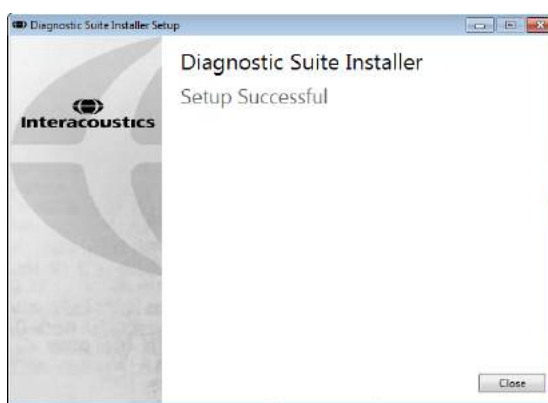 Diagnostic Suite Installer Setup
Diagnostic Suite Installer
Setup Successful
Interacoustics
Close